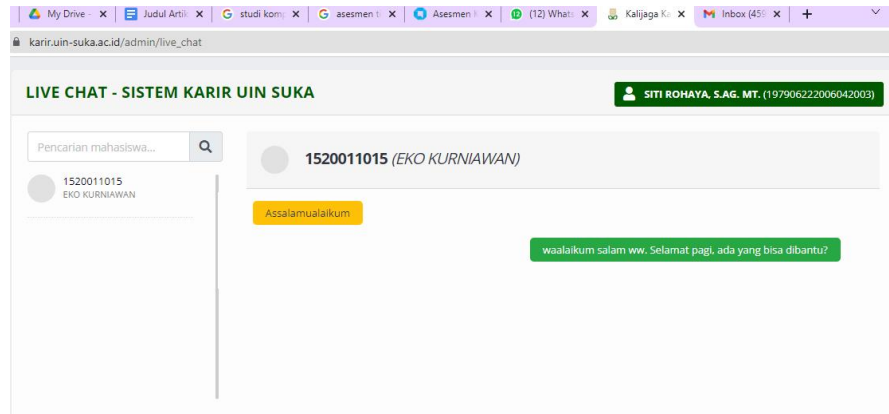 My Drive -
Judul Artik
studi kom
asesmen t
Asesmen
(12) Whats
Kalijaga Ka
Inbox (459
karir.uin-suka.ac.id/admin/live_chat
LIVE CHAT - SISTEM KARIR UIN SUKA
SITI ROHAYA, S.AG. MT. (197906222006042003)
Pencarian mahasiswa...
1520011015 (EKO KURNIAWAN)
1520011015
EKO KURNIAWAN
Assalamualaikum
waalaikum salam ww. Selamat pagi, ada yang bisa dibantu?